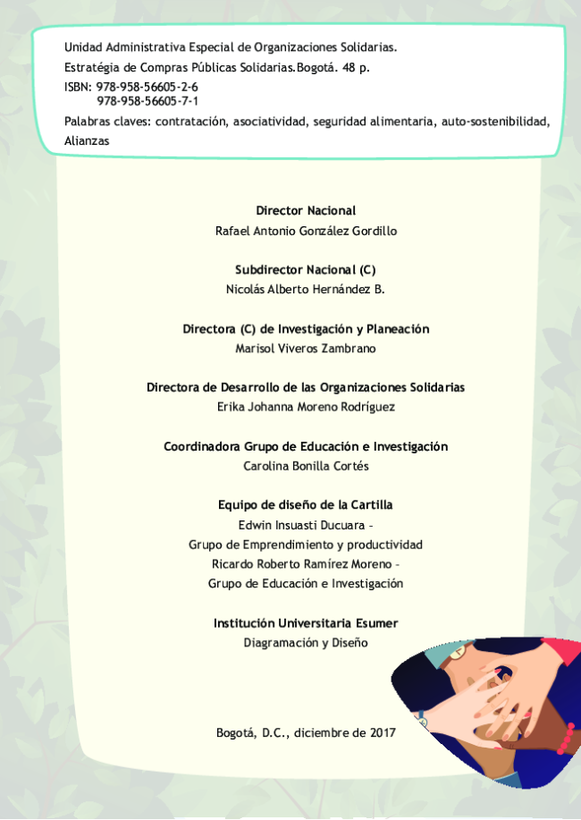 Unidad Administrativa Especial de Organizaciones Solidarias.
Estratégia de Compras Públicas Solidarias.Bogotá. 48 p.
ISBN: 978-958-56605-2-6
978-958-56605-7-1
Palabras claves: contratación, asociatividad, seguridad alimentaria, auto-sostenibilidad,
Alianzas
Director Nacional
Rafael Antonio González Gordillo
Subdirector Nacional (C)
Nicolás Alberto Hernández B.
Directora (C) de Investigación y Planeación
Marisol Viveros Zambrano
Directora de Desarrollo de las Organizaciones Solidarias
Erika Johanna Moreno Rodríguez
Coordinadora Grupo de Educación e Investigación
Carolina Bonilla Cortés
Equipo de diseño de la Cartilla
Edwin Insuasti Ducuara -
Grupo de Emprendimiento y productividad
Ricardo Roberto Ramírez Moreno -
Grupo de Educación e Investigación
Institución Universitaria Esumer
Diagramación y Diseño
Bogotá, D.C., diciembre de 2017